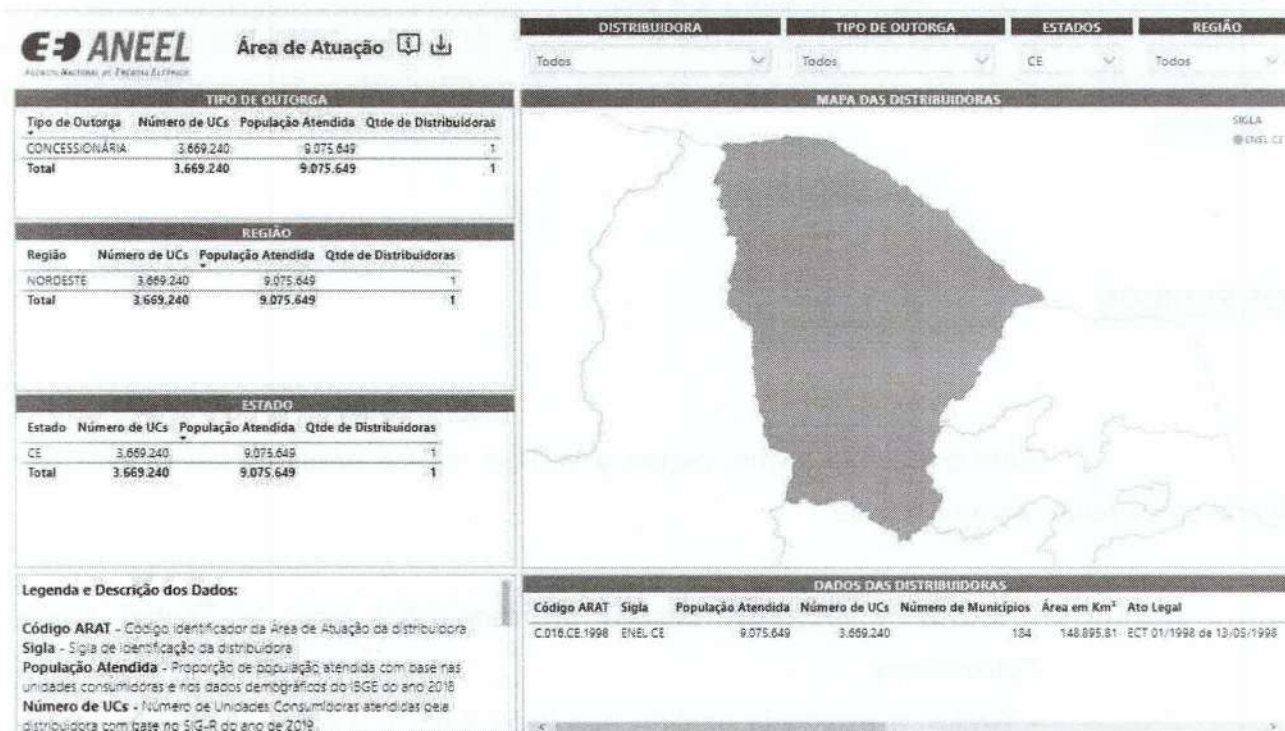 ANEEL
AGÊNCIA NACIONAL DE ENERGIA ELÉTRICA
Área de Atuação
DISTRIBUIDORA
Todos
TIPO DE OUTORGA
Todos
ESTADOS
CE
REGIÃO
Todos
TIPO DE OUTORGA
Tipo de Outorga Número de UCs População Atendida Qtde de Distribuidoras
CONCESSIONÁRIA 3.669.240 9.075.649 1
Total 3.669.240 9.075.649 1
REGIÃO
Região Número de UCs População Atendida Qtde de Distribuidoras
NORDESTE 3.669.240 9.075.649 1
Total 3.669.240 9.075.649 1
ESTADO
Estado Número de UCs População Atendida Qtde de Distribuidoras
CE 3.669.240 9.075.649 1
Total 3.669.240 9.075.649 1
Legenda e Descrição dos Dados:
Código ARAT - Código identificador da Área de Atuação da distribuidora
Sigla - Sigla de identificação da distribuidora
População Atendida - Proporção de população atendida com base nas
unidades consumidoras e nos dados demográficos do IBGE do ano 2018
Número de UCs - Número de Unidades Consumidoras atendidas pela
distribuidora com base no SIG-R do ano de 2019
MAPA DAS DISTRIBUIDORAS
SIGLA
ENEL CE
DADOS DAS DISTRIBUIDORAS
Código ARAT Sigla População Atendida Número de UCs Número de Municípios Área em Km² Ato Legal
C.016.CE.1998 ENEL CE 9.075.649 3.669.240 184 148.895.81 ECT 01/1998 de 13/05/1998